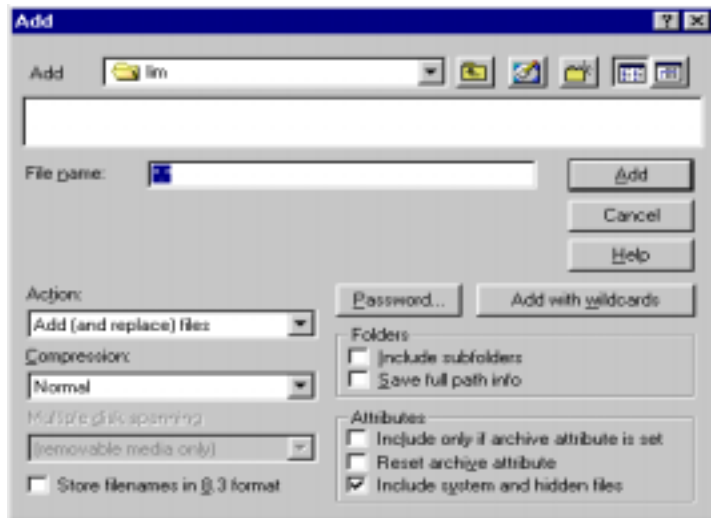 Add
Add lim
File name: *.*
Add
Cancel
Help
Action:
Add (and replace) files
Compression:
Normal
Multiple disk spanning
(removable media only)
Store filenames in 8.3 format
Password...
Add with wildcards
Folders
Include subfolders
Save full path info
Attributes
Include only if archive attribute is set
Reset archive attribute
Include system and hidden files